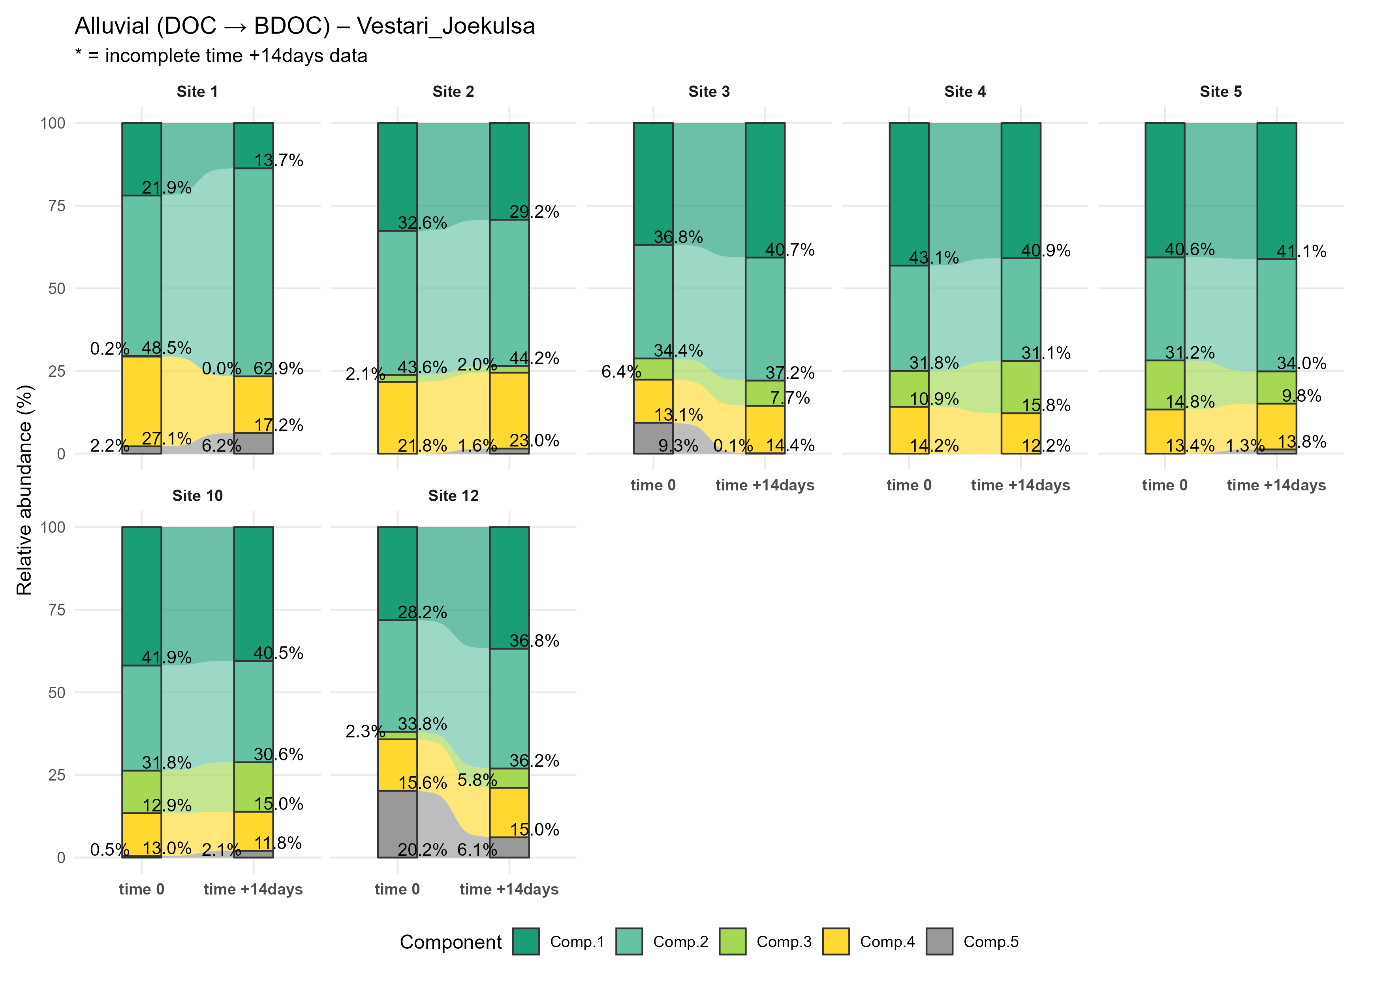 Alluvial (DOC → BDOC) – Vestari_Joekulsa
* = incomplete time +14days data
Site 1
Site 2
Site 3
Site 4
Site 5
Relative abundance (%)
100
75
50
25
0
21.9%
13.7%
0.2%
48.5%
0.0%
62.9%
17.2%
2.2%
27.1%
6.2%
32.6%
29.2%
2.1%
43.6%
2.0%
44.2%
21.8%
1.6%
23.0%
36.8%
40.7%
34.4%
6.4%
37.2%
7.7%
13.1%
9.3%
0.1%
14.4%
43.1%
40.9%
31.8%
31.1%
10.9%
15.8%
14.2%
12.2%
40.6%
41.1%
31.2%
34.0%
14.8%
9.8%
13.4%
1.3%
13.8%
time 0
time +14days
time 0
time +14days
time 0
time +14days
Site 10
Site 12
100
75
50
25
0
41.9%
40.5%
31.8%
30.6%
12.9%
15.0%
0.5%
13.0%
2.1%
11.8%
28.2%
36.8%
2.3%
33.8%
36.2%
15.6%
5.8%
15.0%
20.2%
6.1%
time 0
time +14days
time 0
time +14days
Component
Comp.1
Comp.2
Comp.3
Comp.4
Comp.5